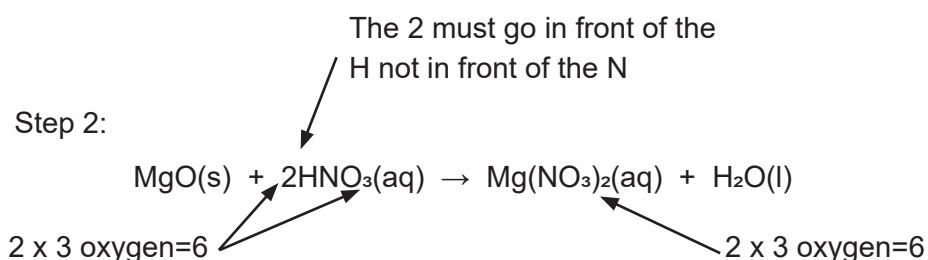 The 2 must go in front of the
H not in front of the N
Step 2:
MgO(s) + 2HNO₃(aq) → Mg(NO₃)₂(aq) + H₂O(l)
2 x 3 oxygen=6
2 x 3 oxygen=6